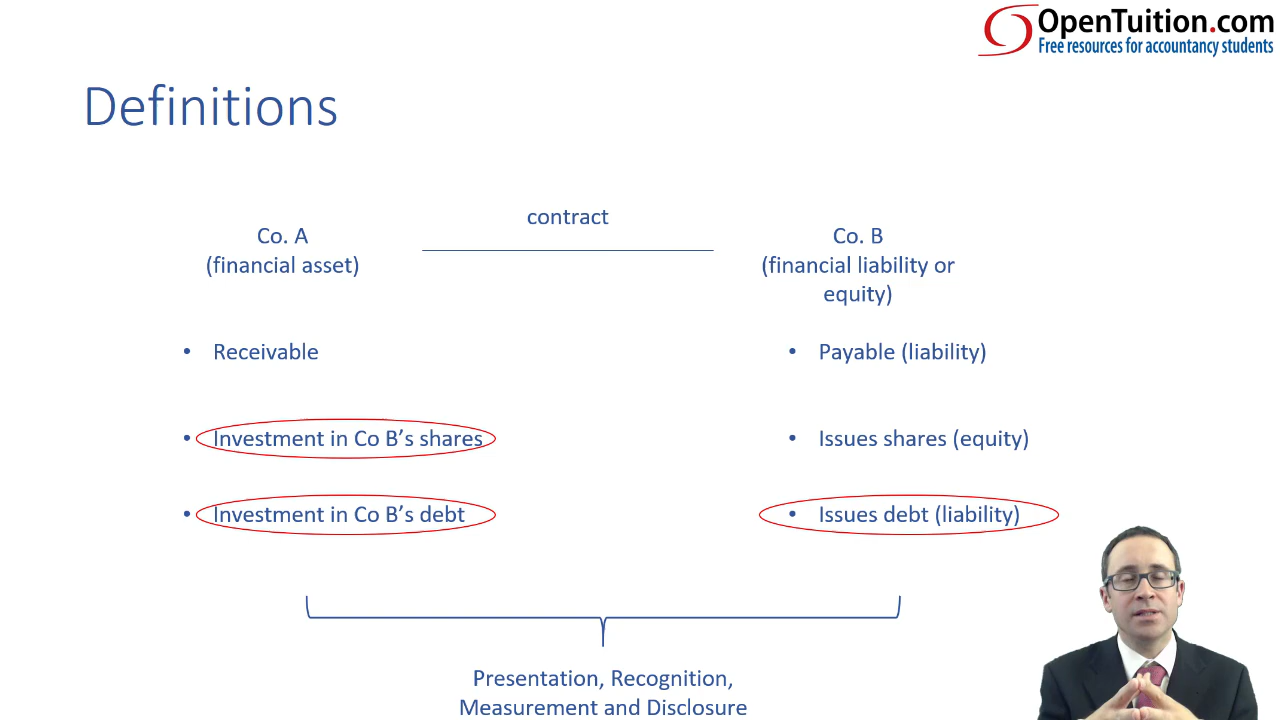 OpenTuition.com
Free resources for accountancy students
Definitions
contract
Co. A
(financial asset)
Co. B
(financial liability or
equity)
• Receivable
• Payable (liability)
• Investment in Co B’s shares
• Issues shares (equity)
• Investment in Co B’s debt
• Issues debt (liability)
Presentation, Recognition,
Measurement and Disclosure